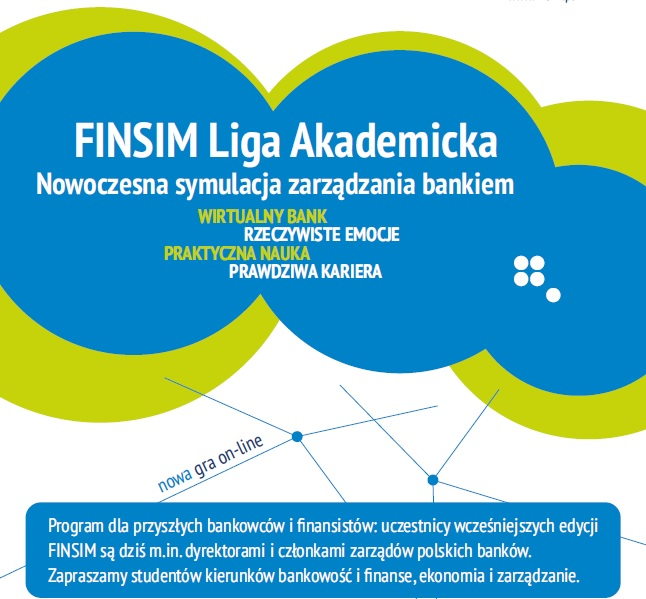 FINSIM Liga Akademicka
Nowoczesna symulacja zarządzania bankiem
WIRTUALNY BANK
RZECZYWISTE EMOCJE
PRAKTYCZNA NAUKA
PRAWDZIWA KARIERA
nowa gra on-line
Program dla przyszłych bankowców i finansistów: uczestnicy wcześniejszych edycji
FINSIM są dziś m.in. dyrektorami i członkami zarządów polskich banków.
Zapraszamy studentów kierunków bankowość i finanse, ekonomia i zarządzanie.